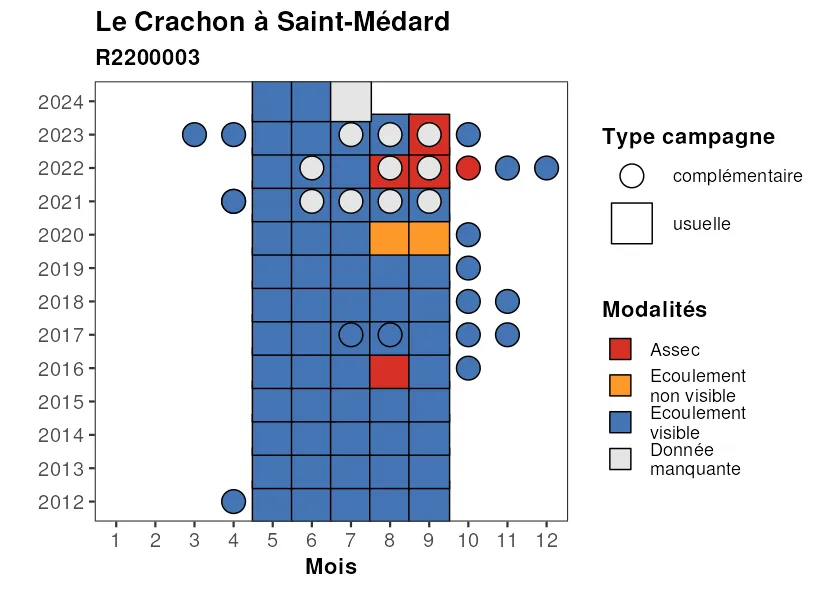 Le Crachon à Saint-Médard
R2200003
2024
2023
2022
2021
2020
2019
2018
2017
2016
2015
2014
2013
2012
1 2 3 4 5 6 7 8 9 10 11 12
Mois
Type campagne
complémentaire
usuelle
Modalités
Assec
Ecoulement
non visible
Ecoulement
visible
Donnée
manquante